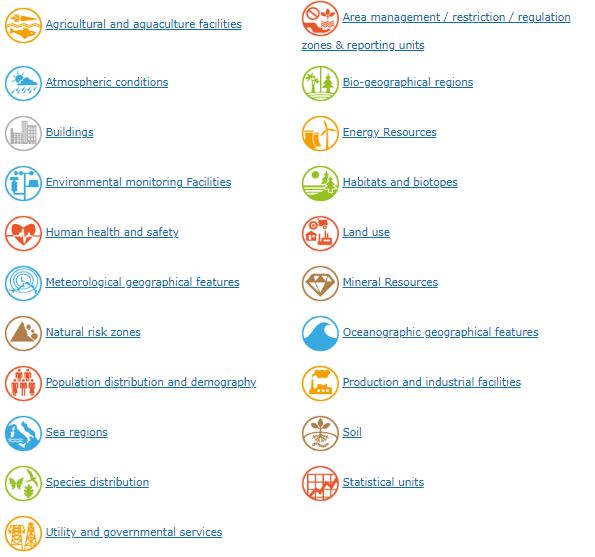 Agricultural and aquaculture facilities
Area management / restriction / regulation
zones & reporting units
Atmospheric conditions
Bio-geographical regions
Buildings
Energy Resources
Environmental monitoring Facilities
Habitats and biotopes
Human health and safety
Land use
Meteorological geographical features
Mineral Resources
Natural risk zones
Oceanographic geographical features
Population distribution and demography
Production and industrial facilities
Sea regions
Soil
Species distribution
Statistical units
Utility and governmental services